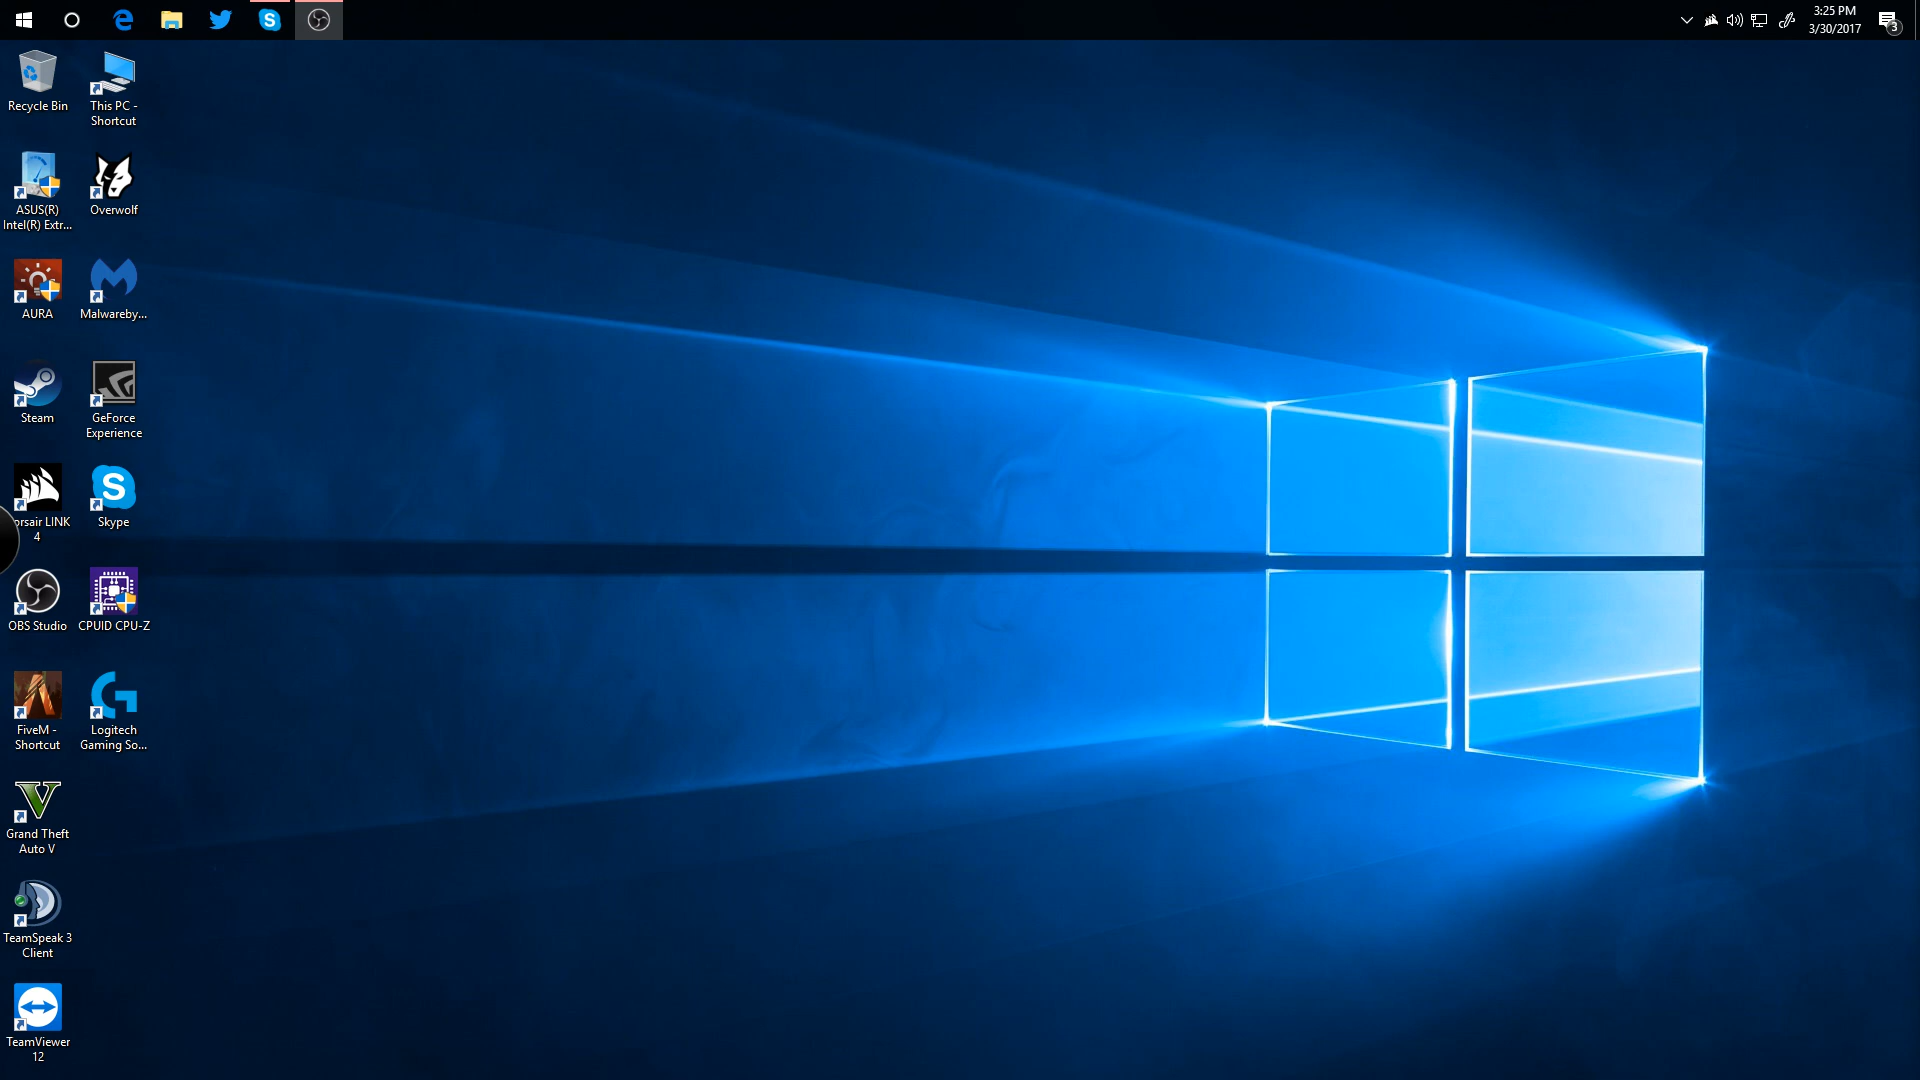 3:25 PM
3/30/2017
3
Recycle Bin
This PC -
Shortcut
ASUS(R)
Intel(R) Extr...
Overwolf
AURA
Malwareby...
Steam
GeForce
Experience
orsair LINK
4
Skype
OBS Studio
CPUID CPU-Z
FiveM -
Shortcut
Logitech
Gaming So...
Grand Theft
Auto V
TeamSpeak 3
Client
TeamViewer
12